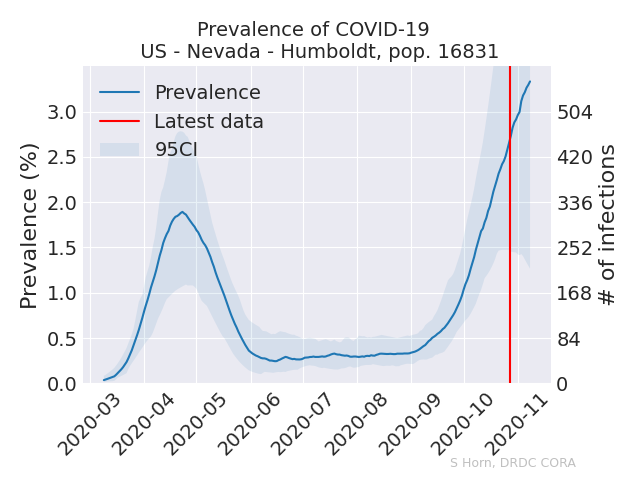 Prevalence of COVID-19
US - Nevada - Humboldt, pop. 16831
Prevalence
Latest data
95CI
Prevalence (%)
3.0
2.5
2.0
1.5
1.0
0.5
0.0
504
420
336
252
168
84
0
# of infections
2020-03
2020-04
2020-05
2020-06
2020-07
2020-08
2020-09
2020-10
2020-11
S Horn, DRDC CORA